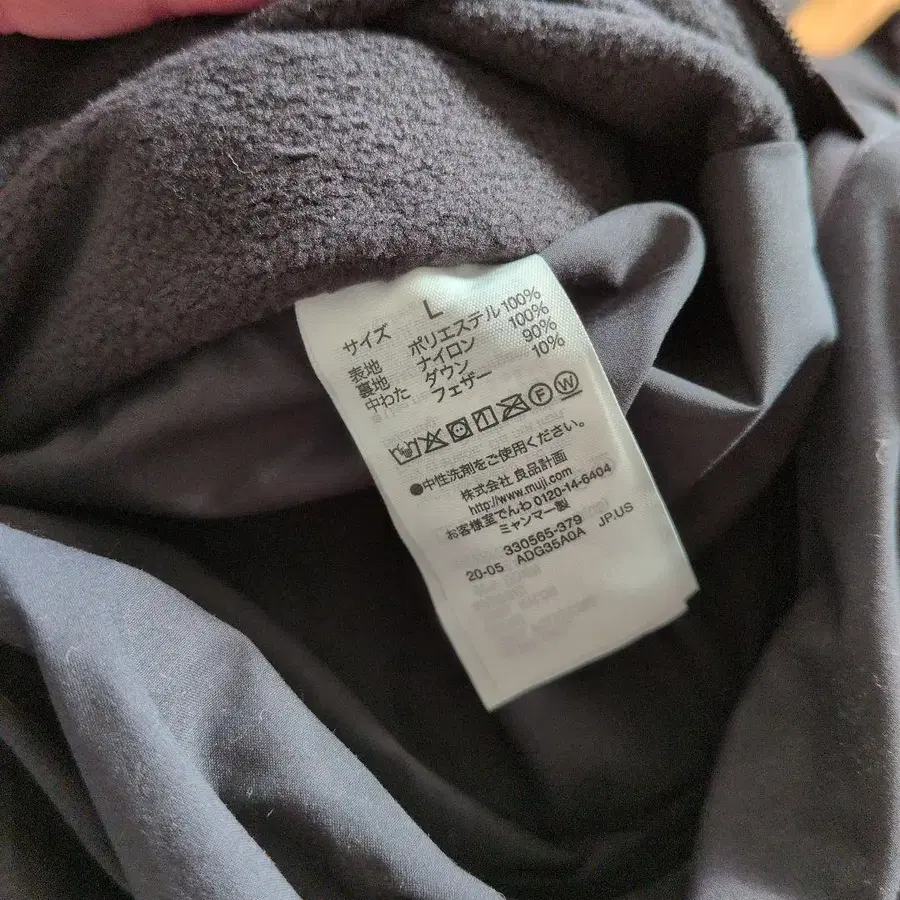 サイズ L
表地 ポリエステル 100%
裏地 ナイロン 100%
中わた ダウン 90%
フェザー 10%
F W
●中性洗剤をご使用ください。
株式会社 良品計画
http://www.muji.com
お客様室でんわ 0120-14-6404
ミャンマー製
330565-379 JP.US
20-05 ADG35A0A